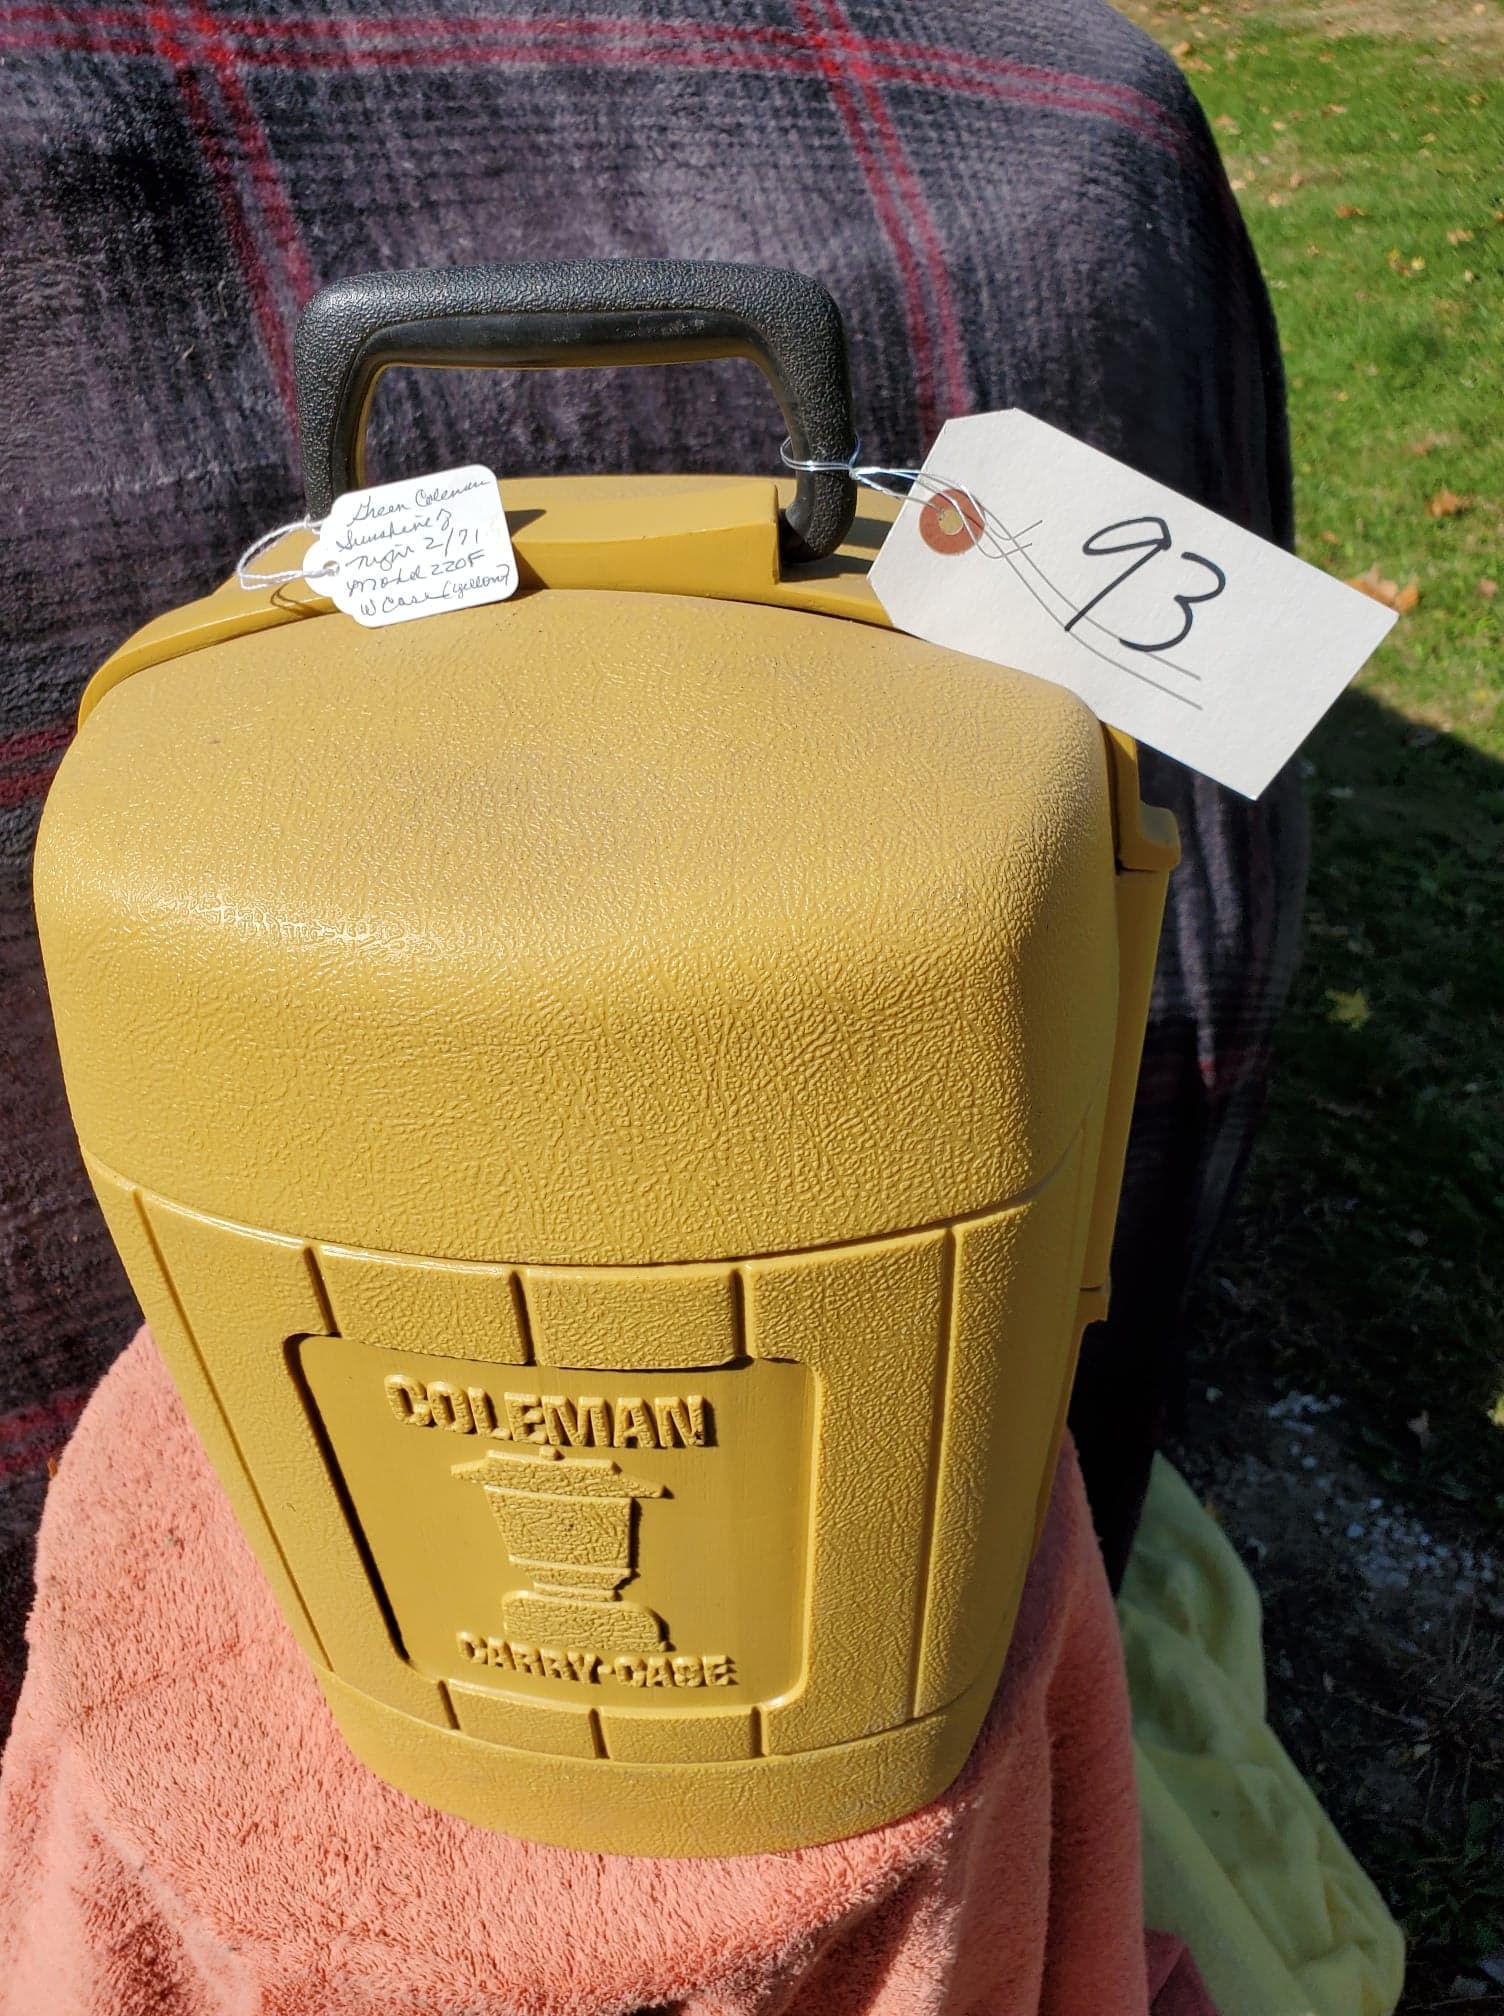 Green Coleman
Sunshine of
Night 2/71
Model 220F
W Case (yellow)
93
COLEMAN
CARRY-CASE